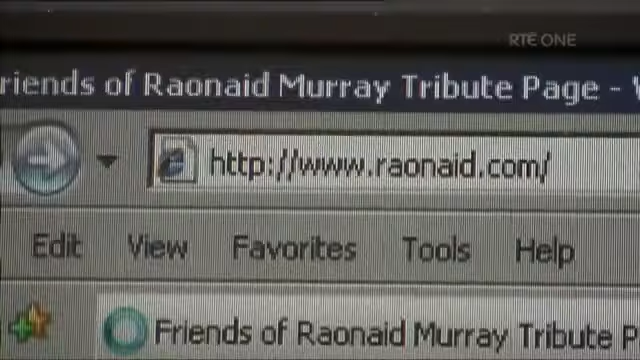 RTÉ ONE
riends of Raonaid Murray Tribute Page -
http://www.raonaid.com/
Edit View Favorites Tools Help
Friends of Raonaid Murray Tribute P